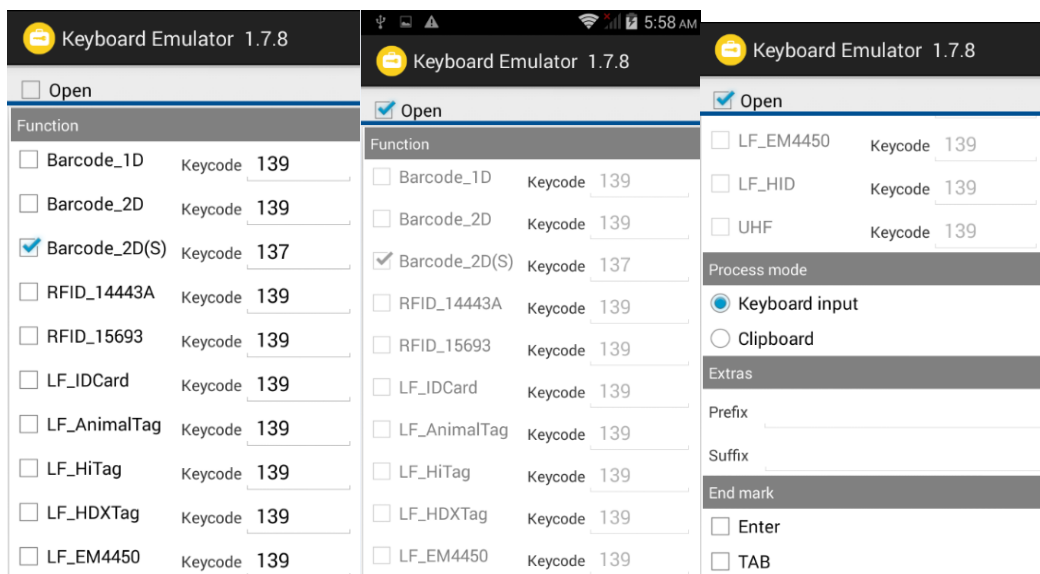 Keyboard Emulator 1.7.8
Open
Function
Barcode_1D Keycode 139
Barcode_2D Keycode 139
Barcode_2D(S) Keycode 137
RFID_14443A Keycode 139
RFID_15693 Keycode 139
LF_IDCard Keycode 139
LF_AnimalTag Keycode 139
LF_HiTag Keycode 139
LF_HDXTag Keycode 139
LF_EM4450 Keycode 139
5:58 AM
Keyboard Emulator 1.7.8
Open
Function
Barcode_1D Keycode 139
Barcode_2D Keycode 139
Barcode_2D(S) Keycode 137
RFID_14443A Keycode 139
RFID_15693 Keycode 139
LF_IDCard Keycode 139
LF_AnimalTag Keycode 139
LF_HiTag Keycode 139
LF_HDXTag Keycode 139
LF_EM4450 Keycode 139
Keyboard Emulator 1.7.8
Open
LF_EM4450 Keycode 139
LF_HID Keycode 139
UHF Keycode 139
Process mode
Keyboard input
Clipboard
Extras
Prefix
Suffix
End mark
Enter
TAB